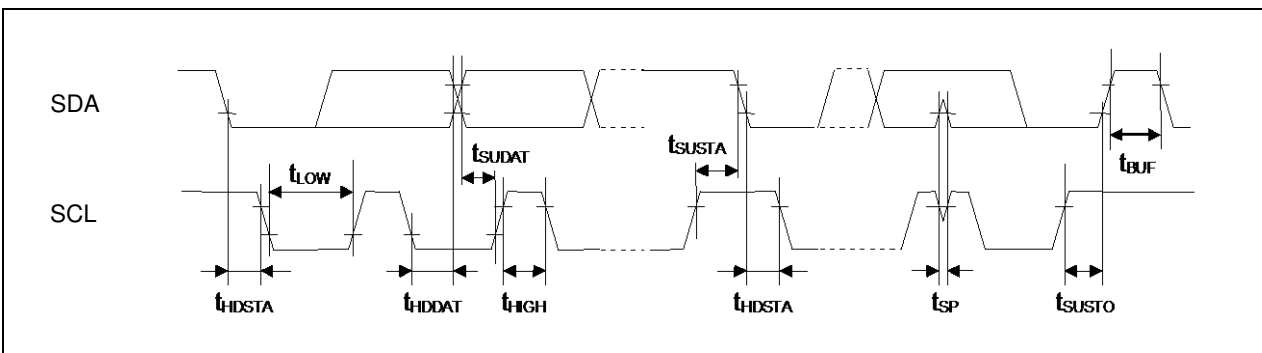 SDA
tSUSTA
tSUDAT
tBUF
tLOW
SCL
tHDSTA
tHDDAT
tHIGH
tHDSTA
tSP
tSUSTO